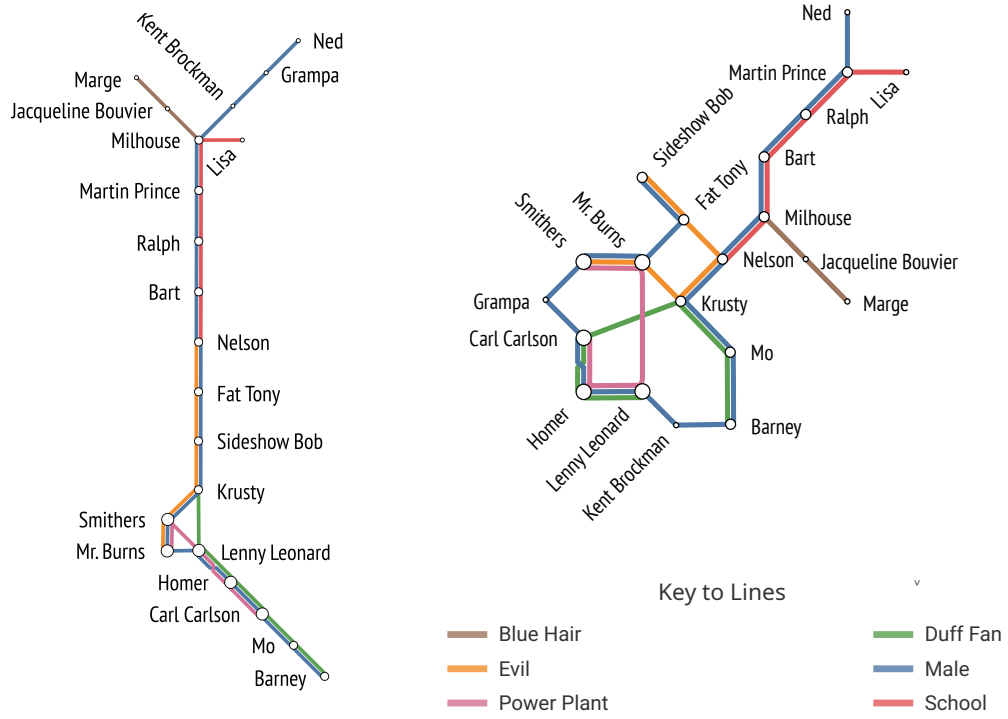 Kent Brockman
Ned
Grampa
Marge
Jacqueline Bouvier
Milhouse
Lisa
Martin Prince
Ralph
Bart
Nelson
Fat Tony
Sideshow Bob
Krusty
Smithers
Mr. Burns
Lenny Leonard
Homer
Carl Carlson
Mo
Barney
Ned
Martin Prince
Lisa
Ralph
Sideshow Bob
Bart
Fat Tony
Milhouse
Smithers
Mr. Burns
Nelson
Jacqueline Bouvier
Grampa
Krusty
Marge
Carl Carlson
Mo
Homer
Lenny Leonard
Kent Brockman
Barney
Key to Lines
v
Blue Hair
Evil
Power Plant
Duff Fan
Male
School